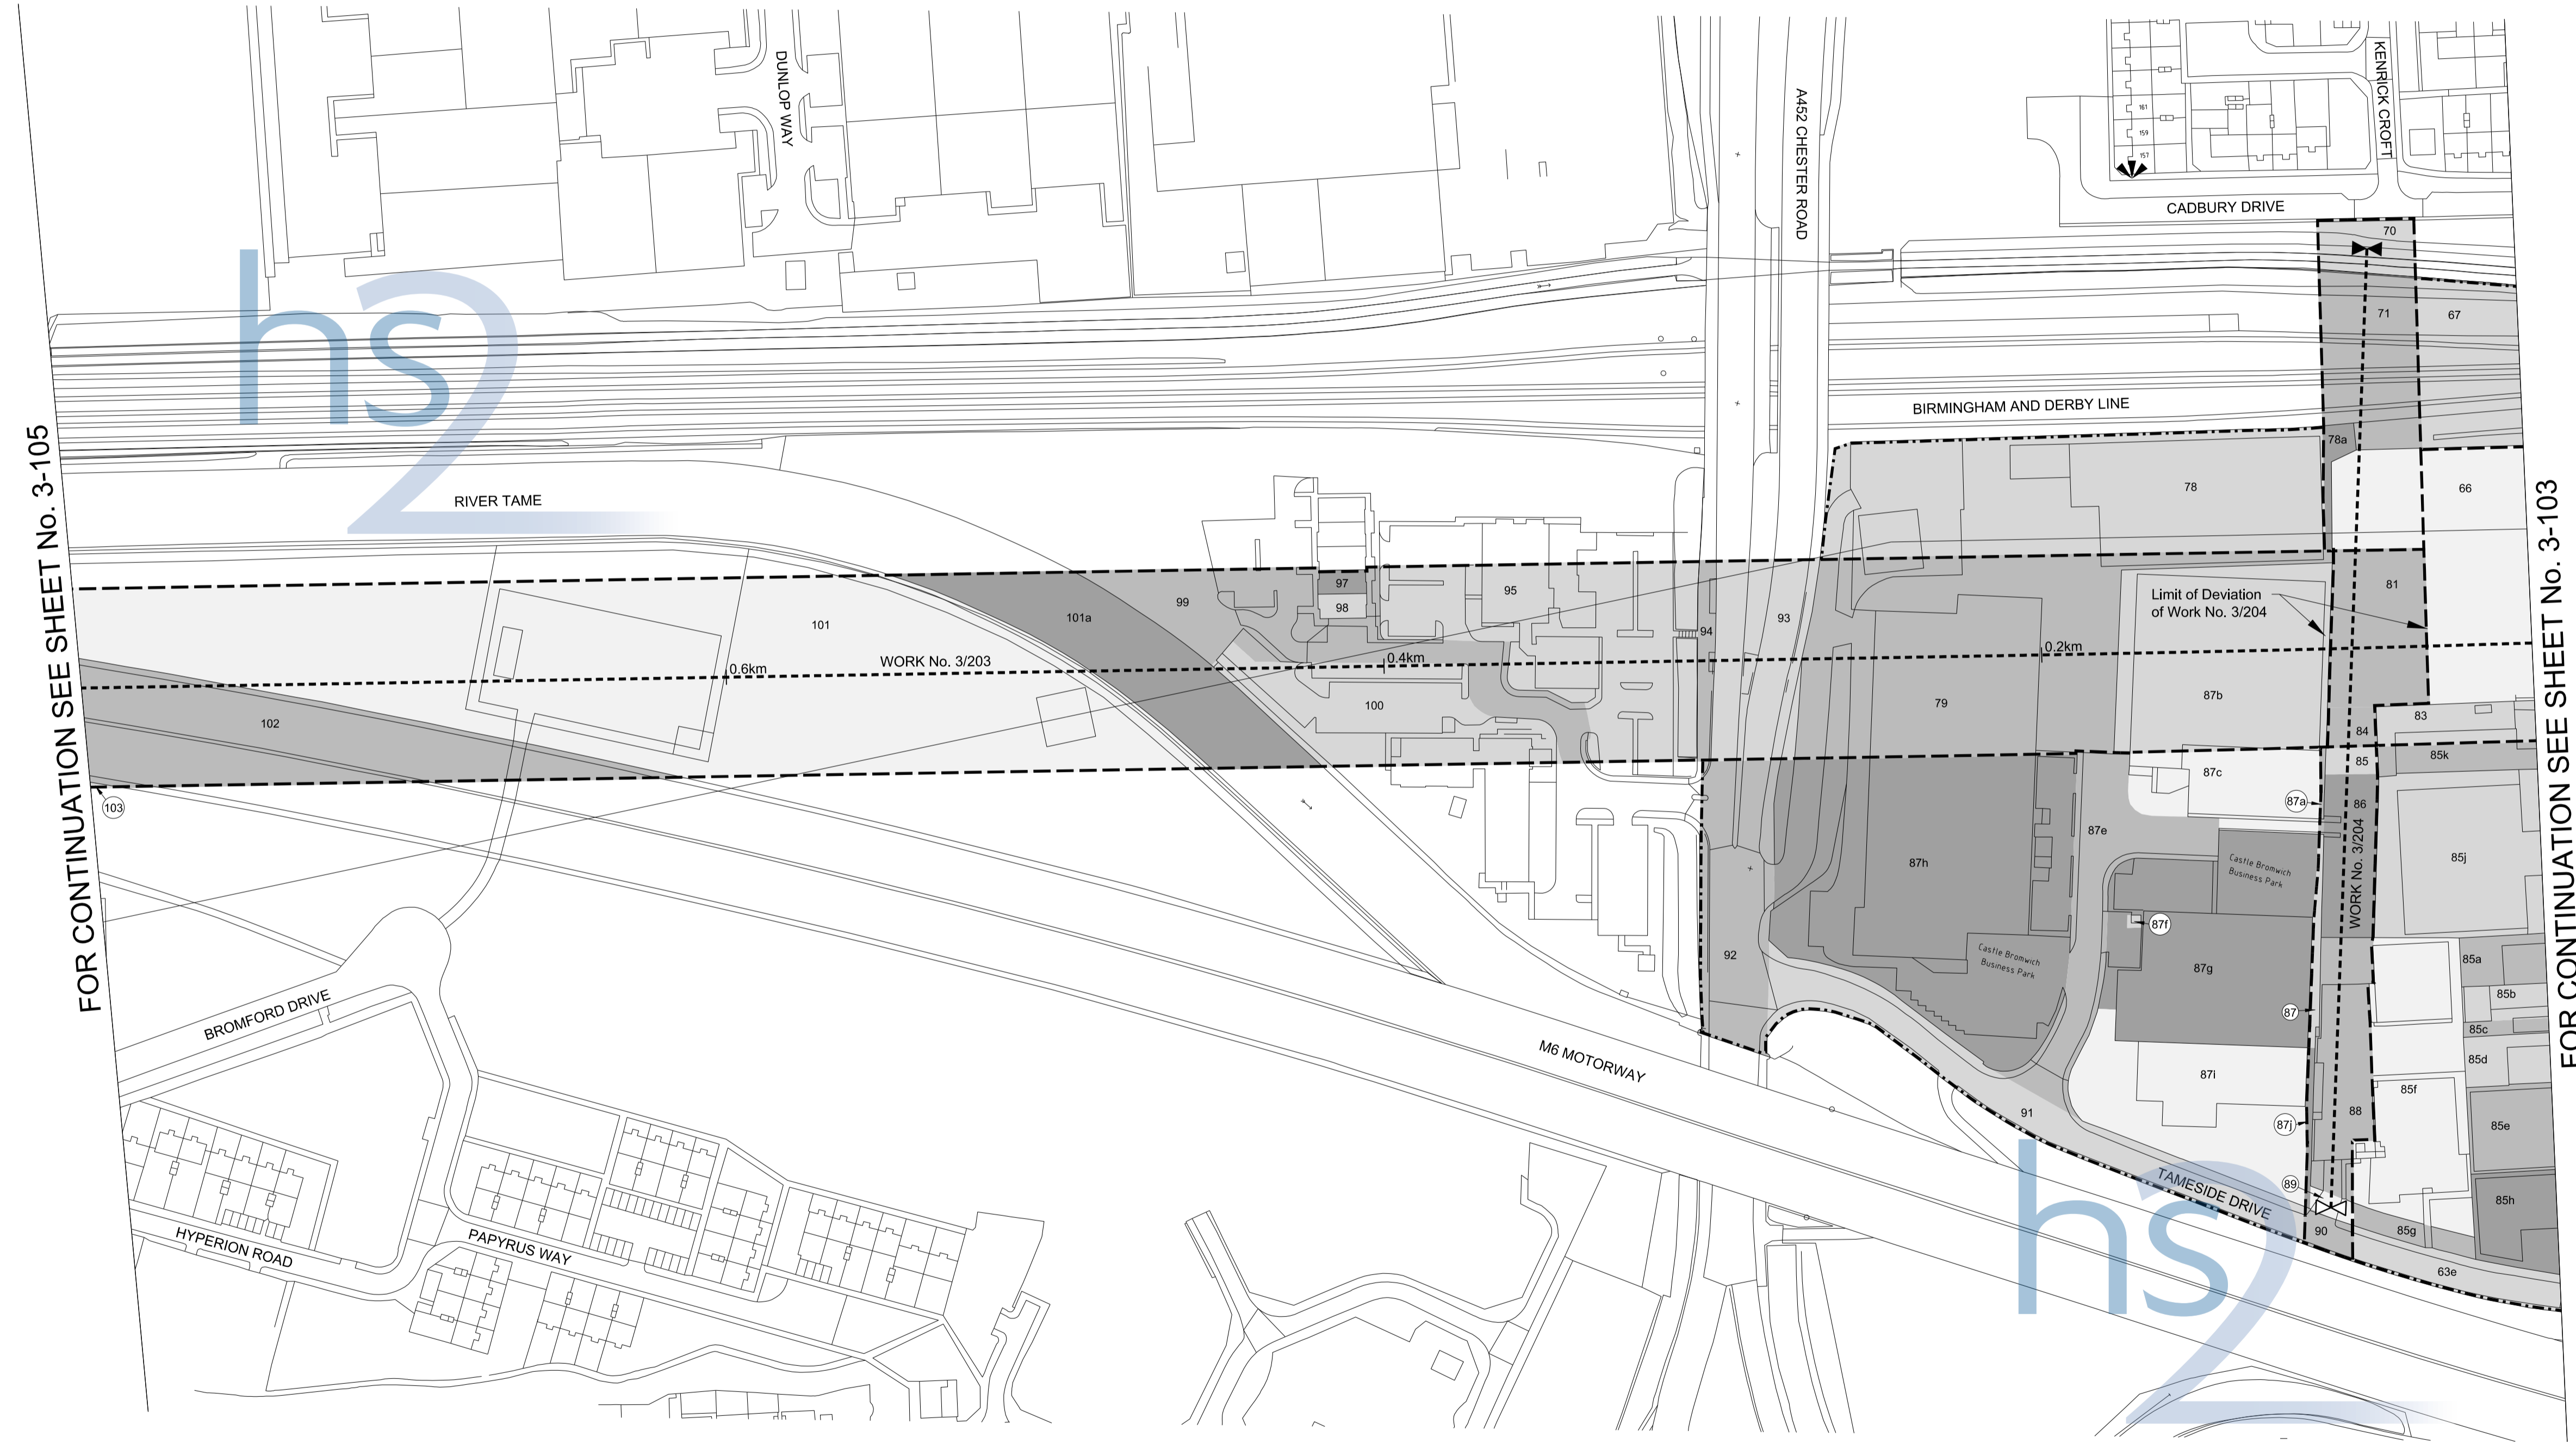 DUNLOP WAY
A452 CHESTER ROAD
KENRICK CROFT
161
159
157
CADBURY DRIVE
70
hs2
71
67
BIRMINGHAM AND DERBY LINE
78a
FOR CONTINUATION SEE SHEET No. 3-105
FOR CONTINUATION SEE SHEET No. 3-103
RIVER TAME
78
66
97
98
99
95
101a
101
94
93
81
Limit of Deviation
of Work No. 3/204
WORK No. 3/203
0.6km
0.4km
0.2km
102
100
79
87b
83
84
85
85k
87c
103
87a
86
WORK No. 3/204
87e
87h
85j
Castle Bromwich
Business Park
87f
92
Castle Bromwich
Business Park
87g
85a
85b
87
85c
85d
BROMFORD DRIVE
M6 MOTORWAY
87i
85f
91
88
87j
85e
TAMESIDE DRIVE
89
85h
90
85g
63e
HYPERION ROAD
PAPYRUS WAY
hs2